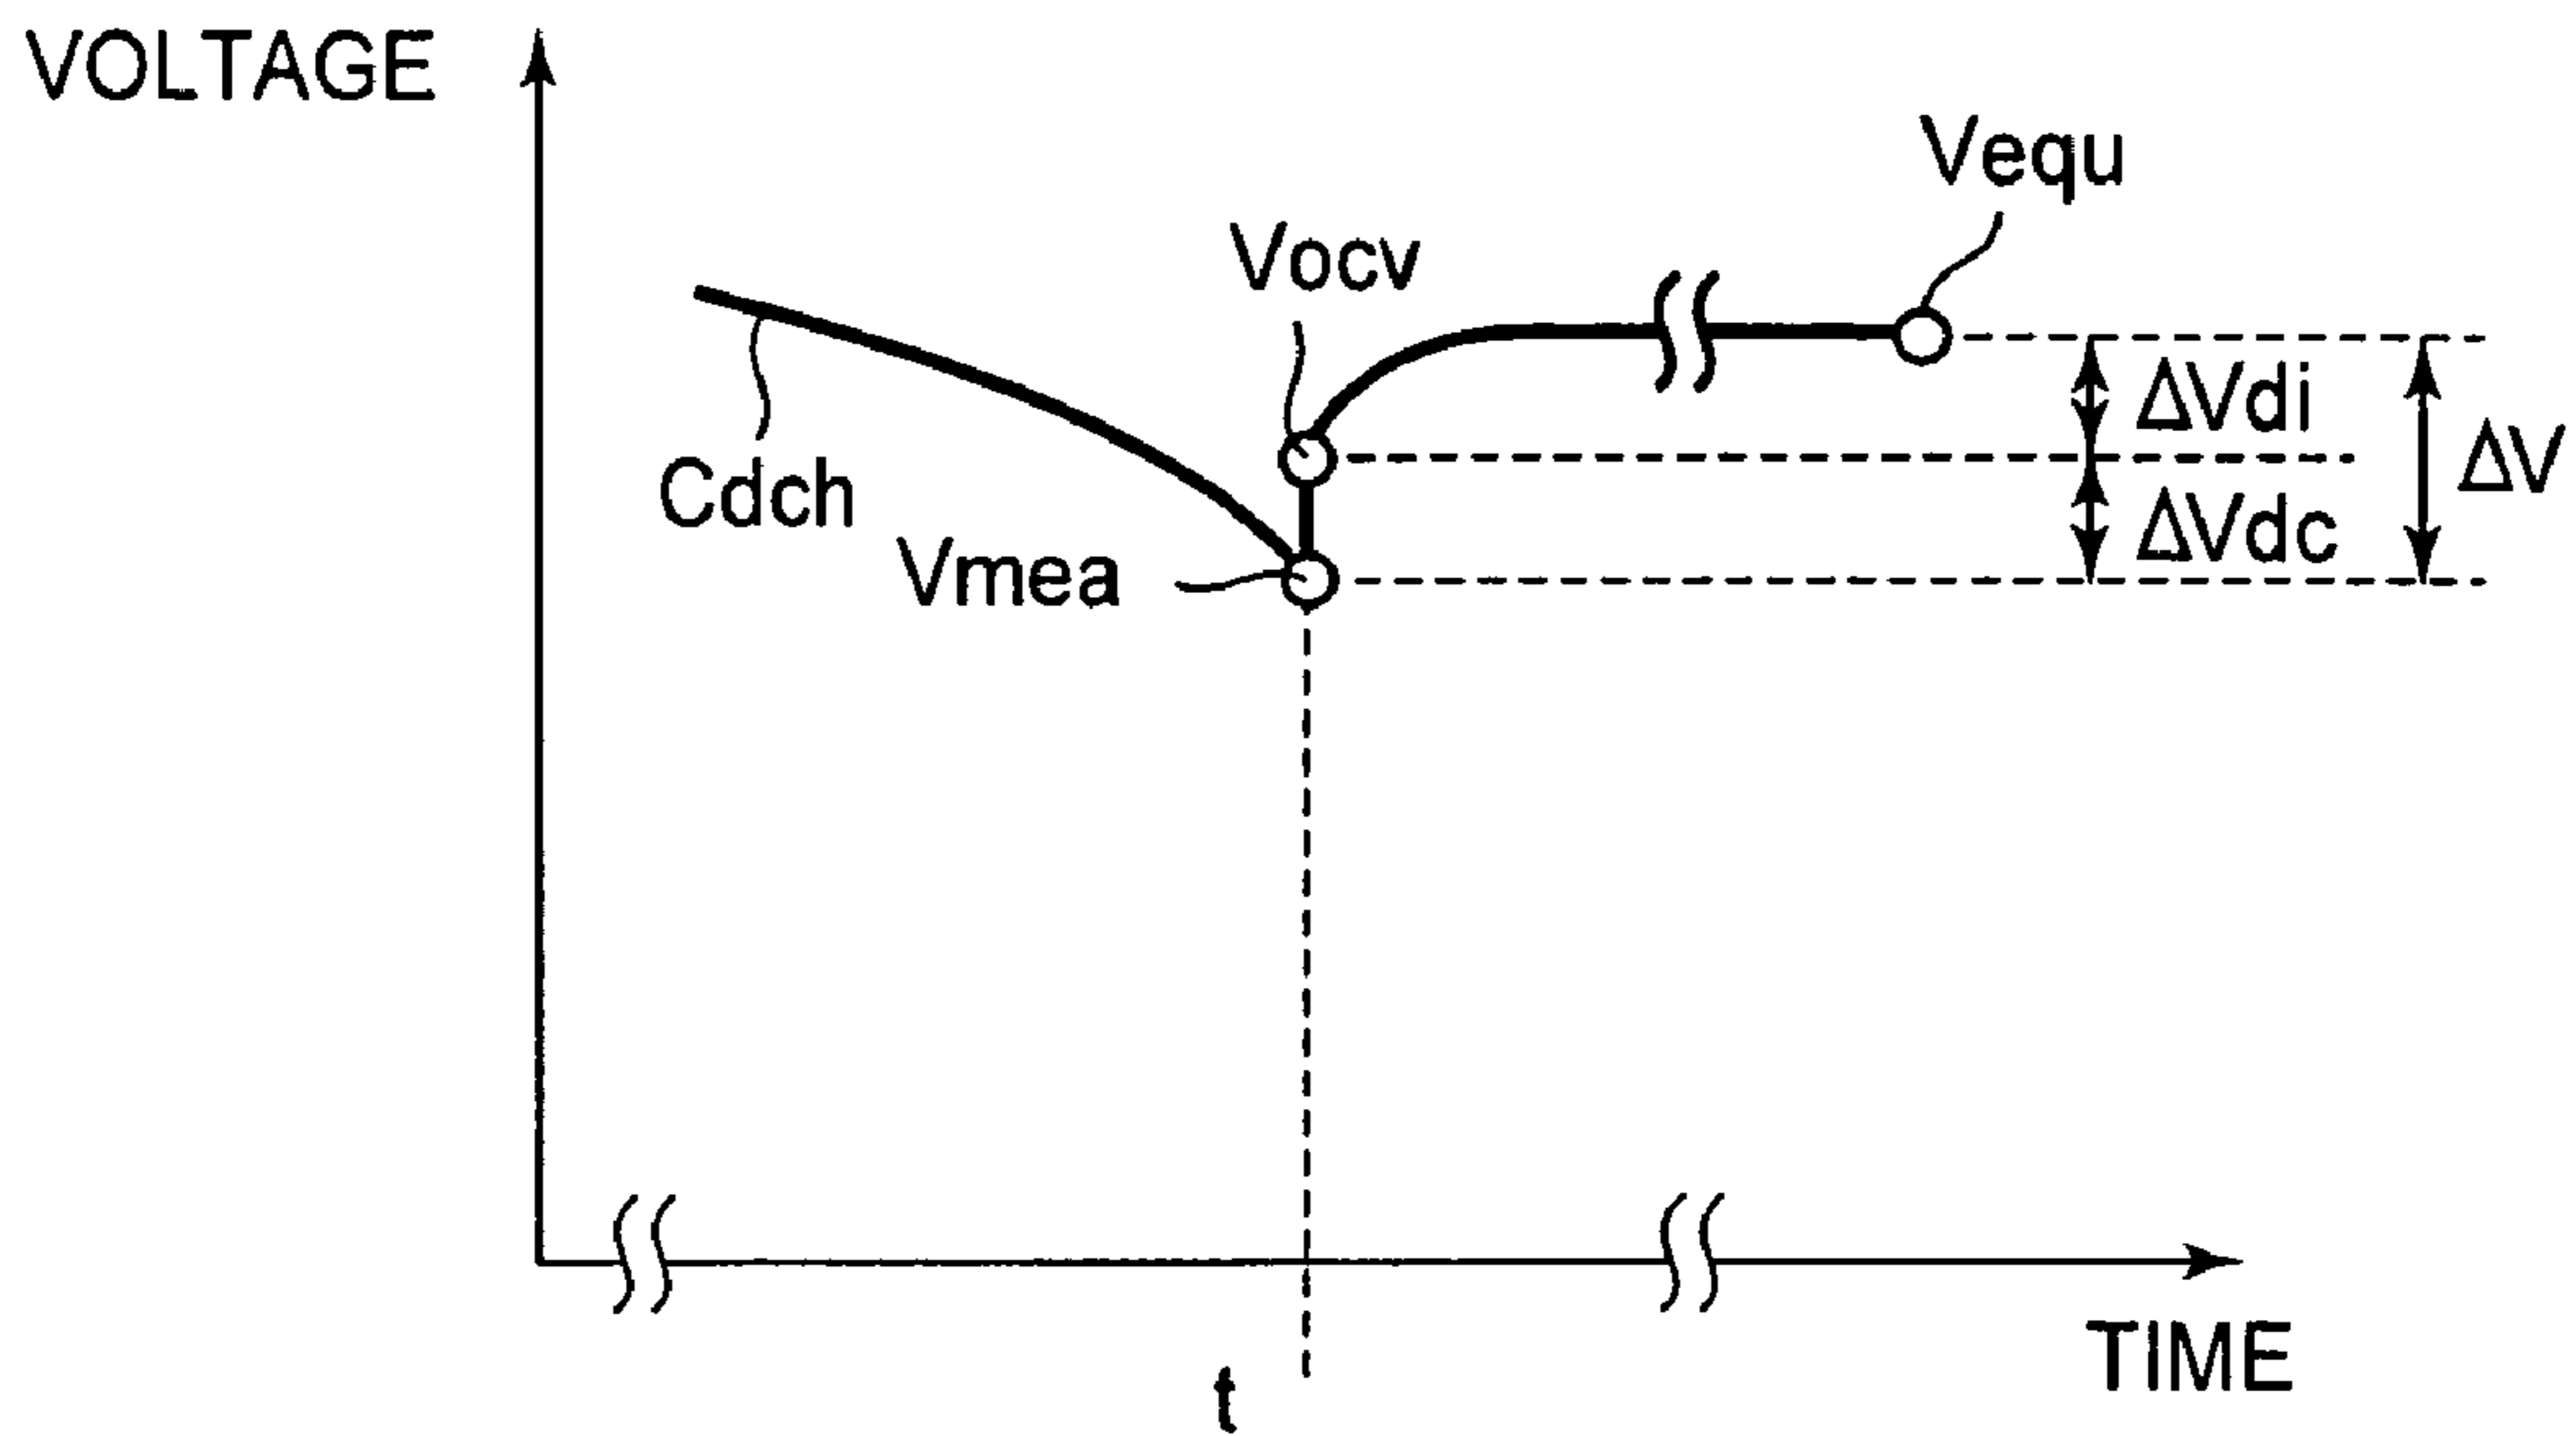 VOLTAGE
Vequ
Vocv
Cdch
Vmea
ΔVdi
ΔV
ΔVdc
TIME
t